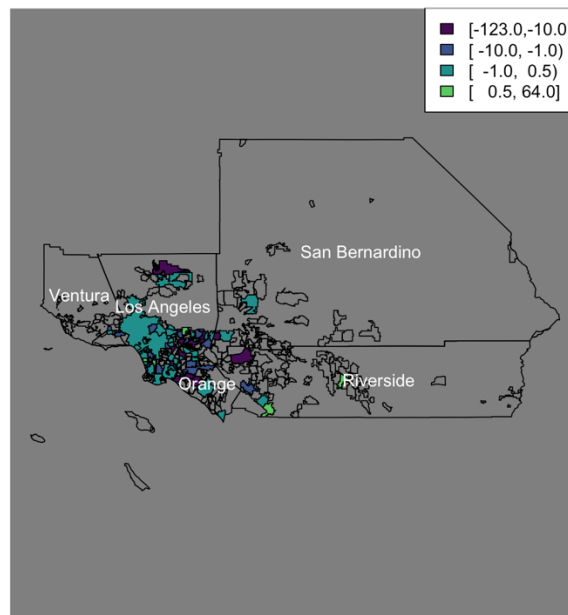 [-123.0,-10.0
[ -10.0, -1.0)
[ -1.0, 0.5)
[ 0.5, 64.0]
San Bernardino
Ventura
Los Angeles
Orange
Riverside